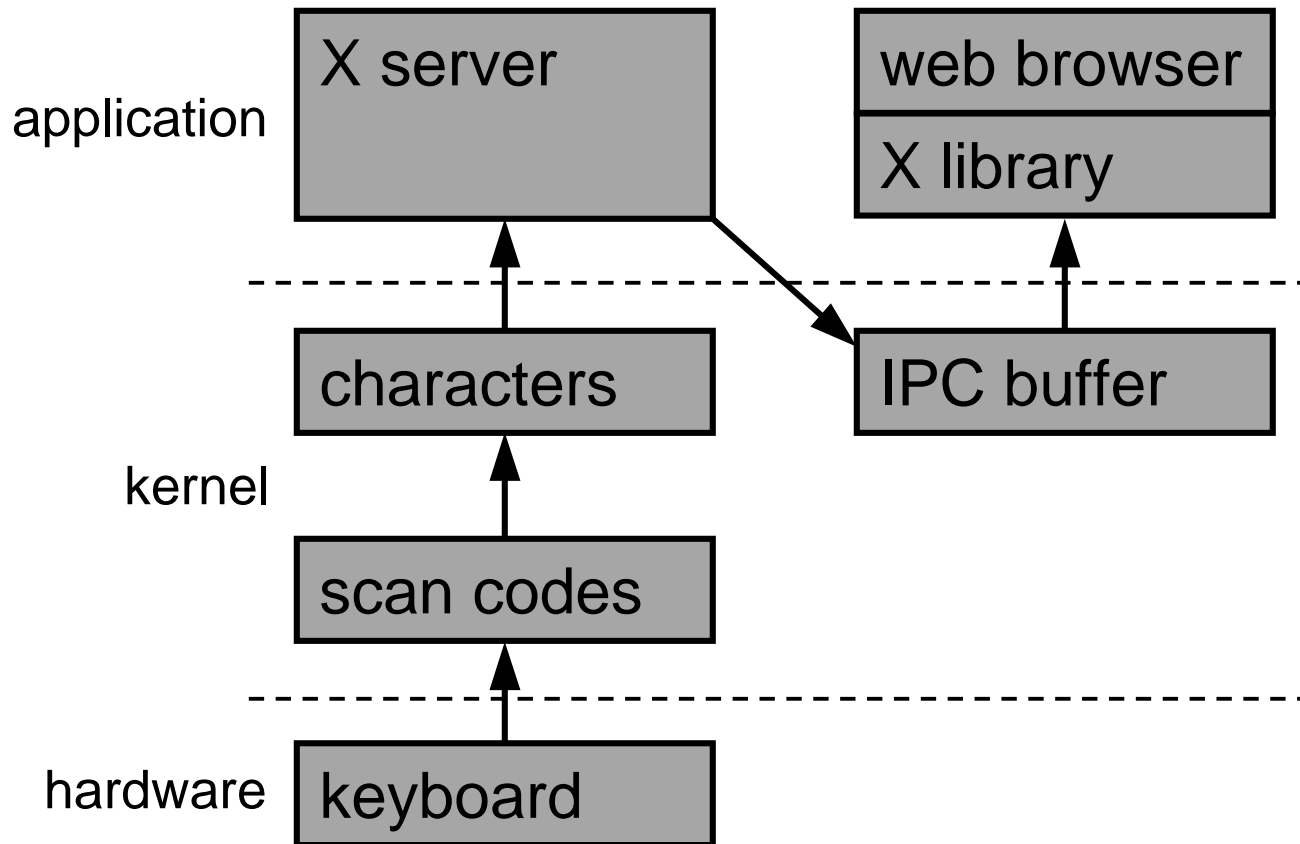 X server
web browser
application
X library
characters
IPC buffer
kernel
scan codes
hardware
keyboard